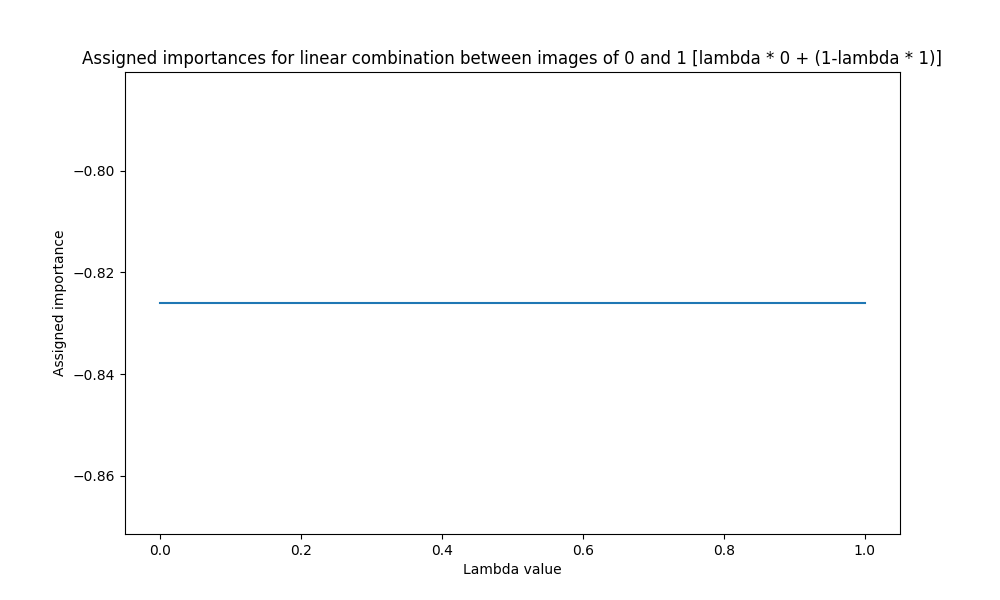 Assigned importances for linear combination between images of 0 and 1 [lambda * 0 + (1-lambda * 1)]
−0.80
−0.82
−0.84
−0.86
Assigned importance
0.0 0.2 0.4 0.6 0.8 1.0
Lambda value